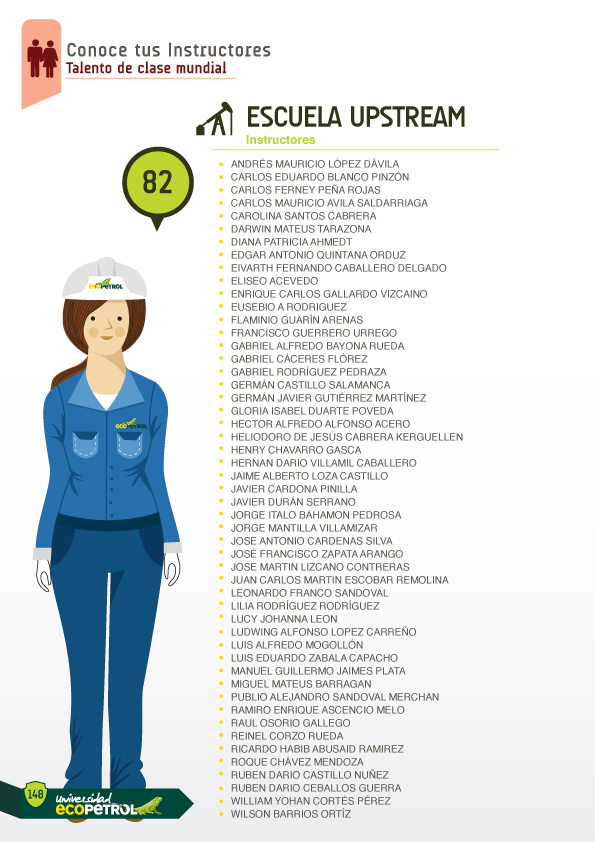 Conoce tus Instructores
Talento de clase mundial
ESCUELA UPSTREAM
Instructores
82
ANDRÉS MAURICIO LÓPEZ DÁVILA
CARLOS EDUARDO BLANCO PINZÓN
CARLOS FERNEY PEÑA ROJAS
CARLOS MAURICIO AVILA SALDARRIAGA
CAROLINA SANTOS CABRERA
DARWIN MATEUS TARAZONA
DIANA PATRICIA AHMEDT
EDGAR ANTONIO QUINTANA ORDUZ
EIVARTH FERNANDO CABALLERO DELGADO
ELISEO ACEVEDO
ENRIQUE CARLOS GALLARDO VIZCAINO
EUSEBIO A RODRIGUEZ
FLAMINIO GUARÍN ARENAS
FRANCISCO GUERRERO URREGO
GABRIEL ALFREDO BAYONA RUEDA
GABRIEL CÁCERES FLÓREZ
GABRIEL RODRÍGUEZ PEDRAZA
GERMÁN CASTILLO SALAMANCA
GERMÁN JAVIER GUTIÉRREZ MARTÍNEZ
GLORIA ISABEL DUARTE POVEDA
HECTOR ALFREDO ALFONSO ACERO
HELIODORO DE JESÚS CABRERA KERGUELLEN
HENRY CHAVARRO GASCA
HERNAN DARIO VILLAMIL CABALLERO
JAIME ALBERTO LOZA CASTILLO
JAVIER CARDONA PINILLA
JAVIER DURÁN SERRANO
JORGE ITALO BAHAMON PEDROSA
JORGE MANTILLA VILLAMIZAR
JOSE ANTONIO CARDENAS SILVA
JOSÉ FRANCISCO ZAPATA ARANGO
JOSE MARTIN LIZCANO CONTRERAS
JUAN CARLOS MARTIN ESCOBAR REMOLINA
LEONARDO FRANCO SANDOVAL
LILIA RODRÍGUEZ RODRÍGUEZ
LUCY JOHANNA LEON
LUDWING ALFONSO LOPEZ CARREÑO
LUIS ALFREDO MOGOLLÓN
LUIS EDUARDO ZABALA CAPACHO
MANUEL GUILLERMO JAIMES PLATA
MIGUEL MATEUS BARRAGAN
PUBLIO ALEJANDRO SANDOVAL MERCHAN
RAMIRO ENRIQUE ASCENCIO MELO
RAUL OSORIO GALLEGO
REINEL CORZO RUEDA
RICARDO HABIB ABUSAID RAMIREZ
ROQUE CHÁVEZ MENDOZA
RUBEN DARIO CASTILLO NUÑEZ
RUBEN DARIO CEBALLOS GUERRA
WILLIAM YOHAN CORTÉS PÉREZ
WILSON BARRIOS ORTÍZ
ecopetrol
ecopetrol
148
universidad
ecopetrol